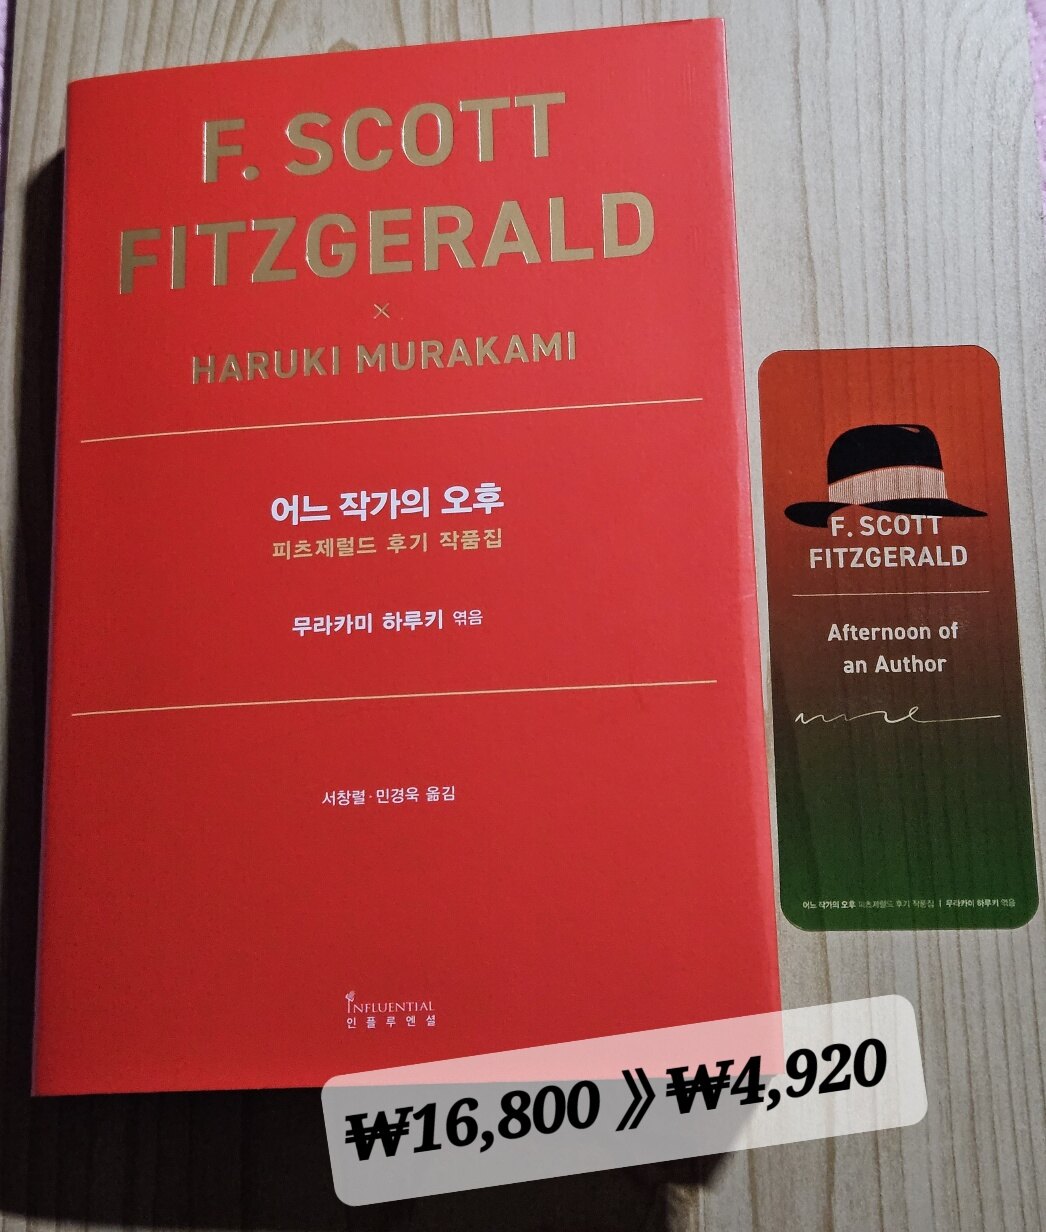 F. SCOTT
FITZGERALD
×
HARUKI MURAKAMI
어느 작가의 오후
피츠제럴드 후기 작품집
무라카미 하루키 엮음
서창렬·민경욱 옮김
INFLUENTIAL
인플루엔셜
F. SCOTT
FITZGERALD
Afternoon of
an Author
어느 작가의 오후 피츠제럴드 후기 작품집 | 무라카미 하루키 엮음
₩16,800 》₩4,920